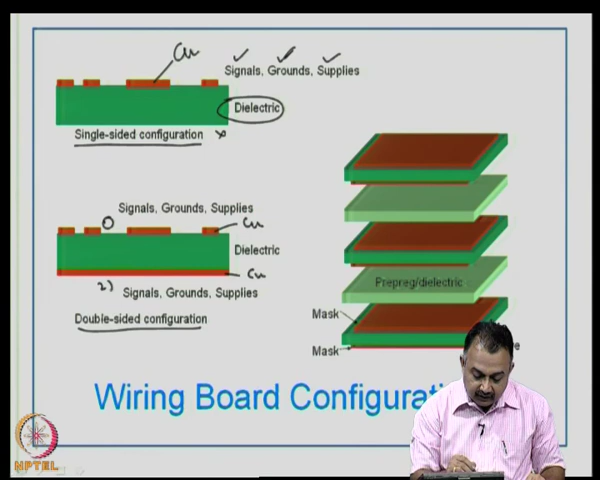 Cu
Signals, Grounds, Supplies
Dielectric
Single-sided configuration
Signals, Grounds, Supplies
Cu
Dielectric
Cu
2) Signals, Grounds, Supplies
Double-sided configuration
Prepreg/dielectric
Mask
Mask
Wiring Board Configurati
NPTEL